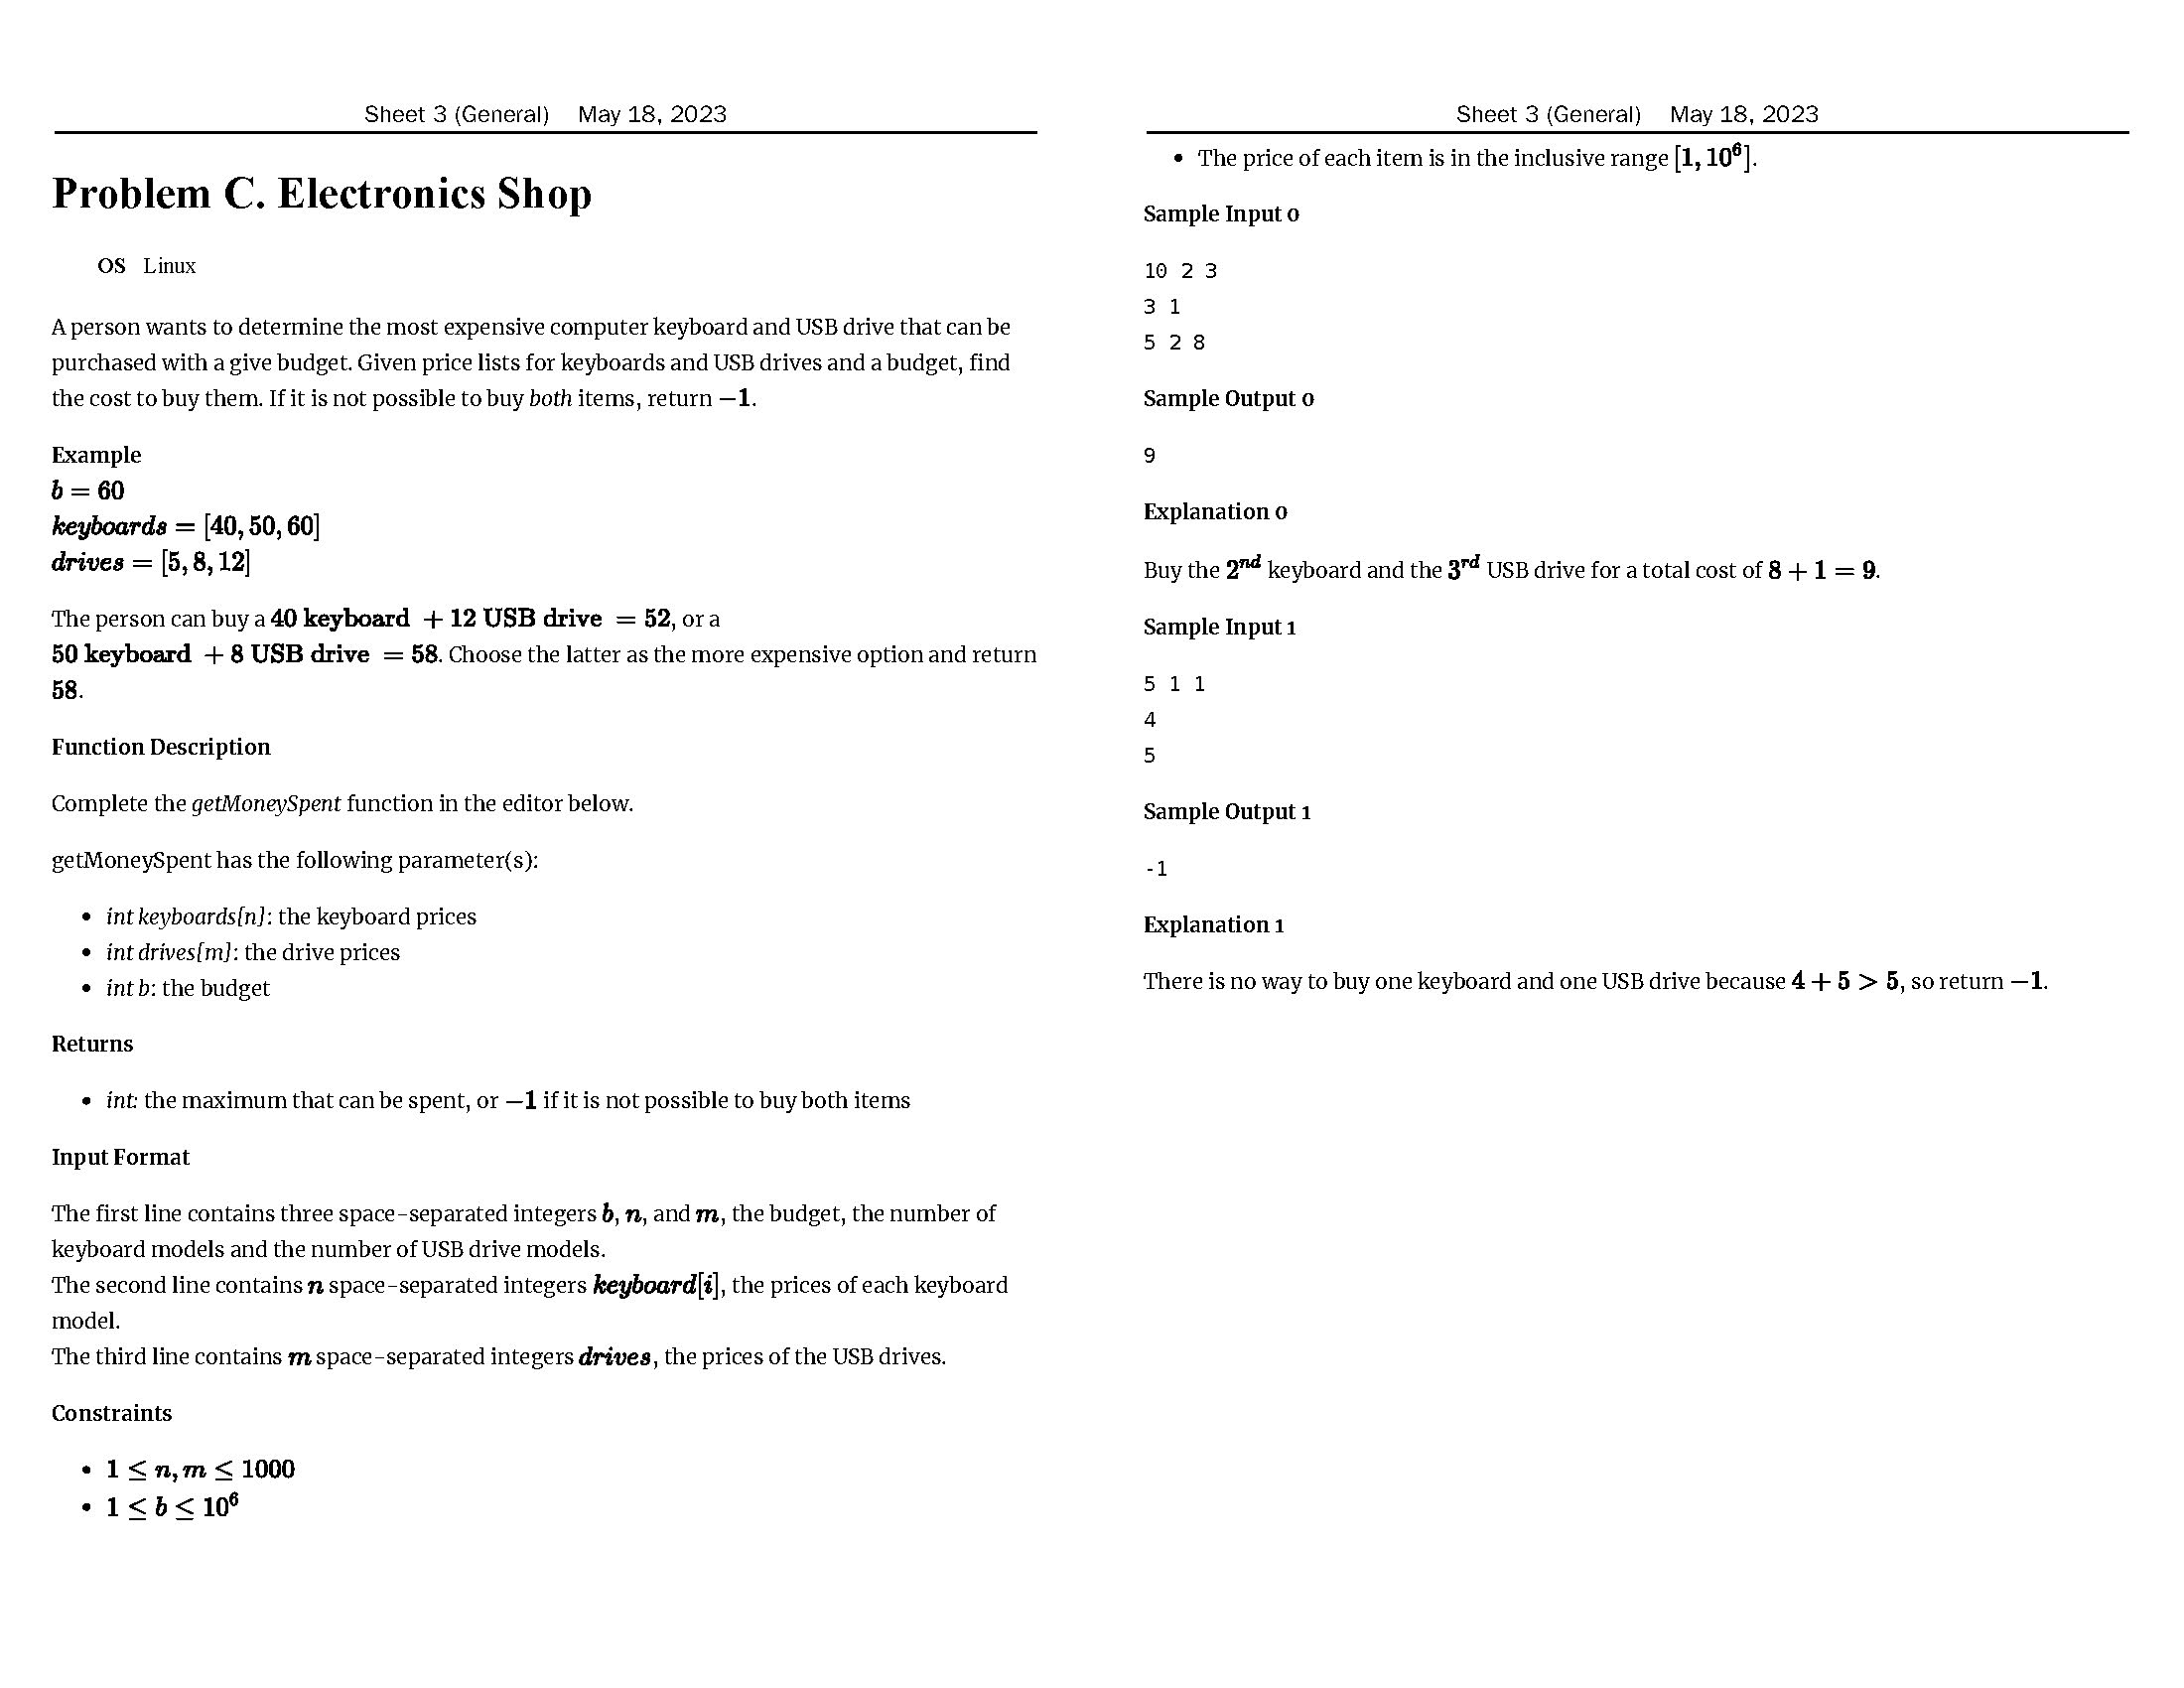 Sheet 3 (General) May 18, 2023
Problem C. Electronics Shop
OS Linux
A person wants to determine the most expensive computer keyboard and USB drive that can be
purchased with a give budget. Given price lists for keyboards and USB drives and a budget, find
the cost to buy them. If it is not possible to buy both items, return −1.
Example
b = 60
keyboards = [40, 50, 60]
drives = [5, 8, 12]
The person can buy a 40 keyboard + 12 USB drive = 52, or a
50 keyboard + 8 USB drive = 58. Choose the latter as the more expensive option and return
58.
Function Description
Complete the getMoneySpent function in the editor below.
getMoneySpent has the following parameter(s):
• int keyboards[n]: the keyboard prices
• int drives[m]: the drive prices
• int b: the budget
Returns
• int: the maximum that can be spent, or −1 if it is not possible to buy both items
Input Format
The first line contains three space-separated integers b, n, and m, the budget, the number of
keyboard models and the number of USB drive models.
The second line contains n space-separated integers keyboard[i], the prices of each keyboard
model.
The third line contains m space-separated integers drives, the prices of the USB drives.
Constraints
• 1 ≤ n, m ≤ 1000
• 1 ≤ b ≤ 10⁶
Sheet 3 (General) May 18, 2023
• The price of each item is in the inclusive range [1, 10⁶].
Sample Input 0
10 2 3
3 1
5 2 8
Sample Output 0
9
Explanation 0
Buy the 2ⁿᵈ keyboard and the 3ʳᵈ USB drive for a total cost of 8 + 1 = 9.
Sample Input 1
5 1 1
4
5
Sample Output 1
-1
Explanation 1
There is no way to buy one keyboard and one USB drive because 4 + 5 > 5, so return −1.